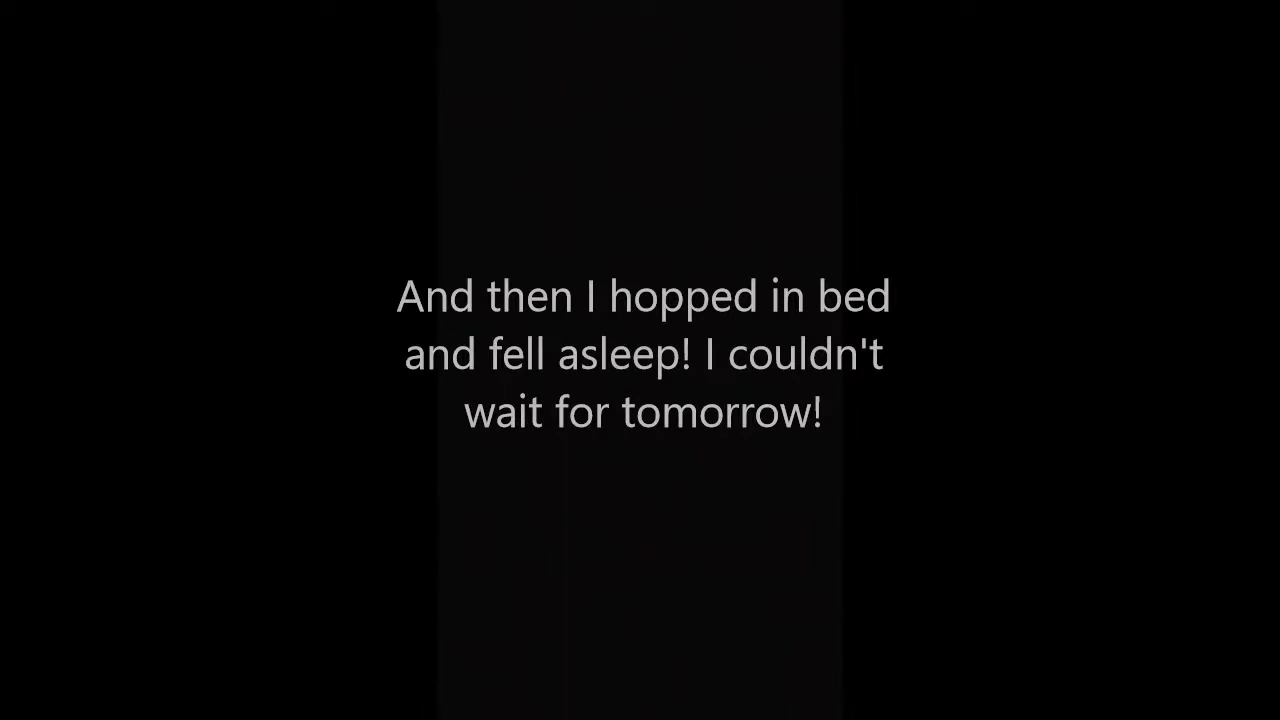 And then I hopped in bed
and fell asleep! I couldn't
wait for tomorrow!